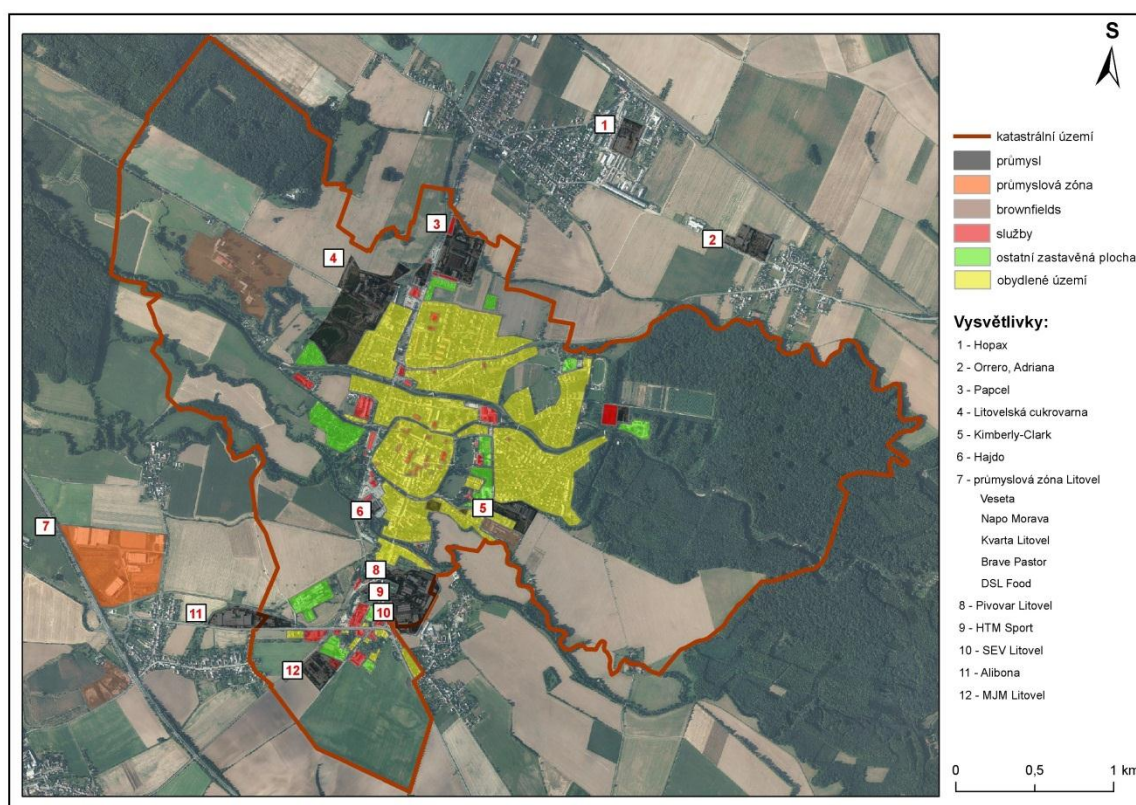 S
katastrální území
průmysl
průmyslová zóna
brownfields
služby
ostatní zastavěná plocha
obydlené území
Vysvětlivky:
1 - Hopax
2 - Orrero, Adriana
3 - Papcel
4 - Litovelská cukrovarna
5 - Kimberly-Clark
6 - Hajdo
7 - průmyslová zóna Litovel
Veseta
Napo Morava
Kvarta Litovel
Brave Pastor
DSL Food
8 - Pivovar Litovel
9 - HTM Sport
10 - SEV Litovel
11 - Alibona
12 - MJM Litovel
0 0,5 1 km
1
2
3
4
5
6
7
8
9
10
11
12